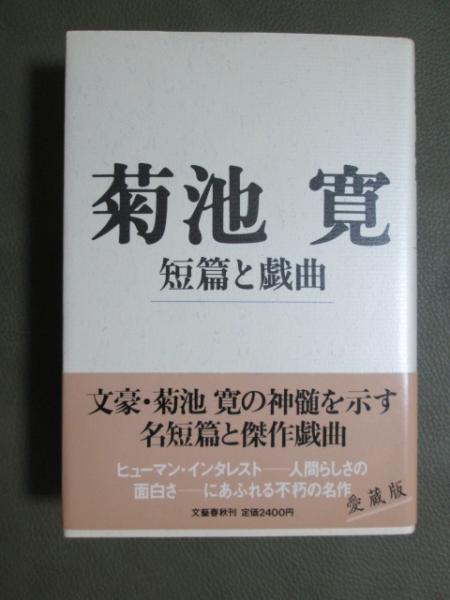 菊池 寛
短篇と戯曲
文豪・菊池 寛の神髄を示す
名短篇と傑作戯曲
ヒューマン・インタレスト──人間らしさの
面白さ──にあふれる不朽の名作
愛蔵版
文藝春秋刊 定価2400円